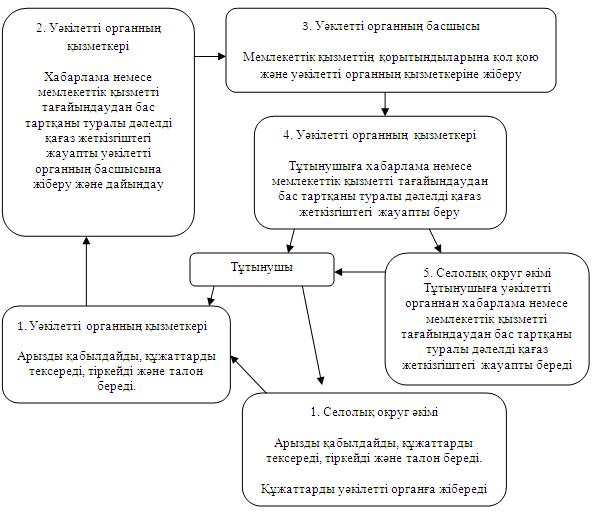 2. Уәкілетті органның
қызметкері
Хабарлама немесе
мемлекеттік қызметті
тағайындаудан бас
тартқаны туралы дәлелді
қағаз жеткізгіштегі
жауапты уәкілетті
органның басшысына
жіберу және дайындау
3. Уәклетті органның басшысы
Мемлекеттік қызметтің қорытындыларына қол қою
және уәкілетті органның қызметкеріне жіберу
4. Уәкілетті органның қызметкері
Тұтынушыға хабарлама немесе
мемлекеттік қызметті тағайындаудан
бас тартқаны туралы дәлелді қағаз
жеткізгіштегі жауапты беру
Тұтынушы
5. Селолық округ әкімі
Тұтынушыға уәкілетті
органнан хабарлама немесе
мемлекеттік қызметті
тағайындаудан бас тартқаны
туралы дәлелді қағаз
жеткізгіштегі жауапты береді
1. Уәкілетті органның қызметкері
Арызды қабылдайды, құжаттарды
тексереді, тіркейді және талон
береді.
1. Селолық округ әкімі
Арызды қабылдайды, құжаттарды
тексереді, тіркейді және талон береді.
Құжаттарды уәкілетті органға жібереді